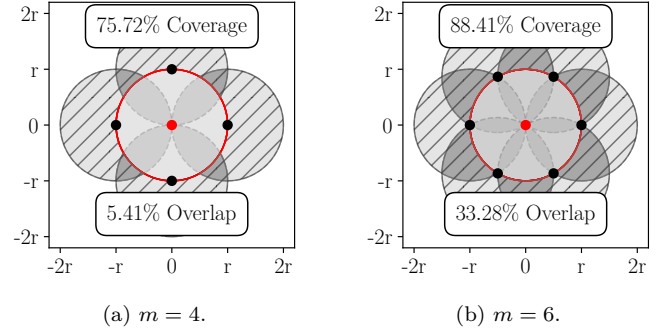 2r
75.72% Coverage
r
0
-r
5.41% Overlap
-2r
-2r -r 0 r 2r
(a) m = 4.
2r
88.41% Coverage
r
0
-r
33.28% Overlap
-2r
-2r -r 0 r 2r
(b) m = 6.